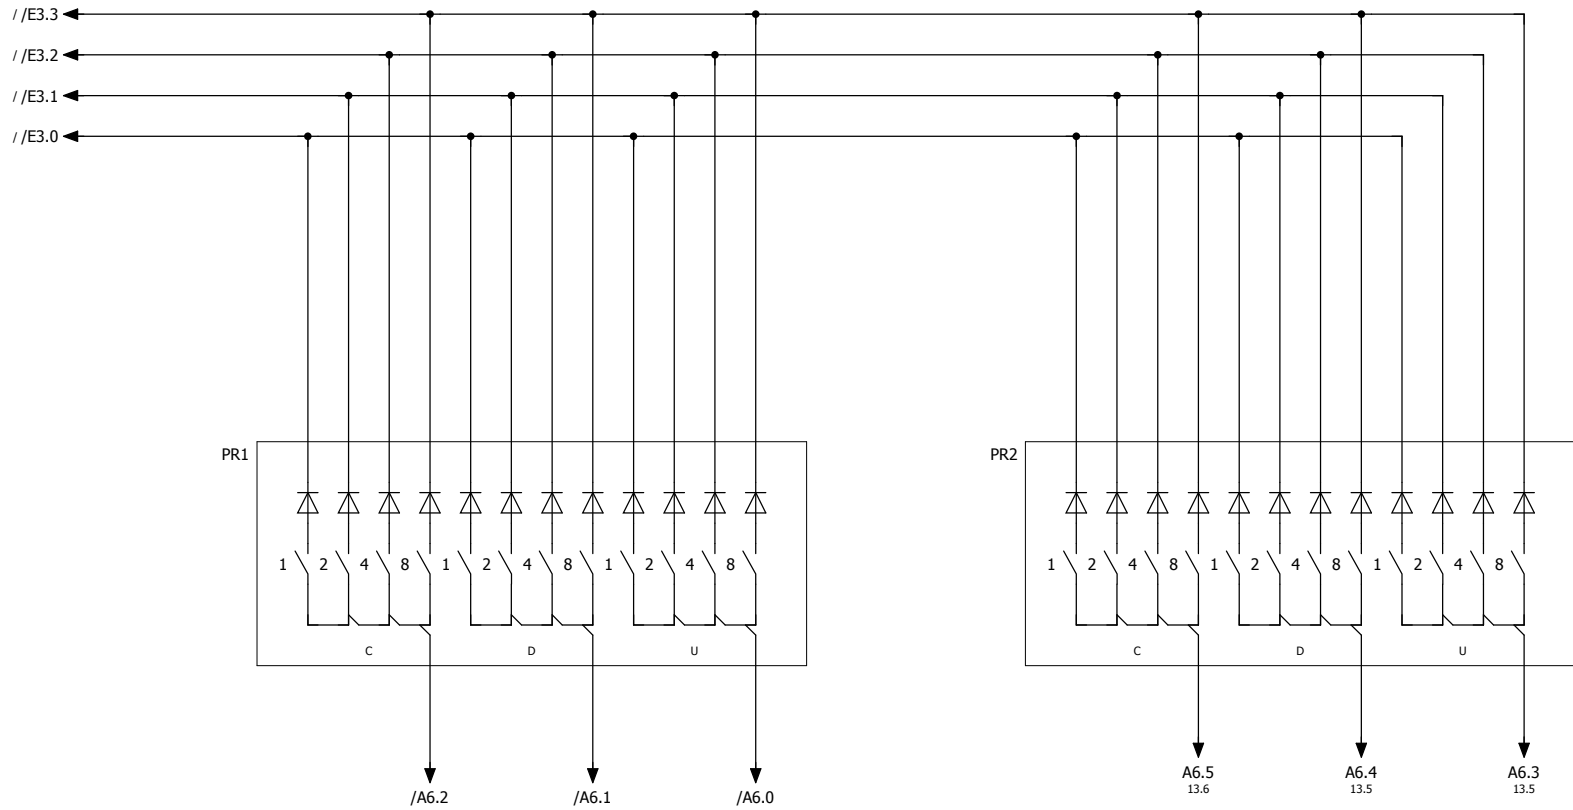 / /E3.3
/ /E3.2
/ /E3.1
/ /E3.0
PR1
PR2
1 2 4 8 1 2 4 8 1 2 4 8
1 2 4 8 1 2 4 8 1 2 4 8
C D U
C D U
/A6.2 /A6.1 /A6.0
A6.5 A6.4 A6.3
13.6 13.5 13.5